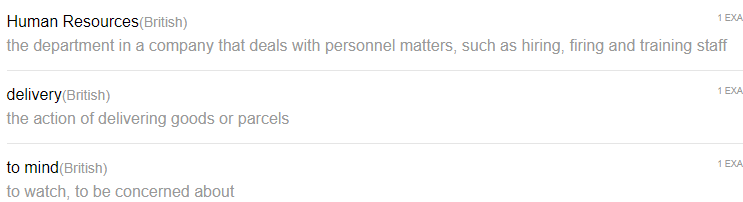 Human Resources(British) 1 EXA
the department in a company that deals with personnel matters, such as hiring, firing and training staff
delivery(British) 1 EXA
the action of delivering goods or parcels
to mind(British) 1 EXA
to watch, to be concerned about